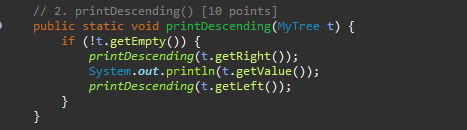 // 2. printDescending() [10 points]
public static void printDescending(MyTree t) {
if (!t.getEmpty()) {
printDescending(t.getRight());
System.out.println(t.getValue());
printDescending(t.getLeft());
}
}